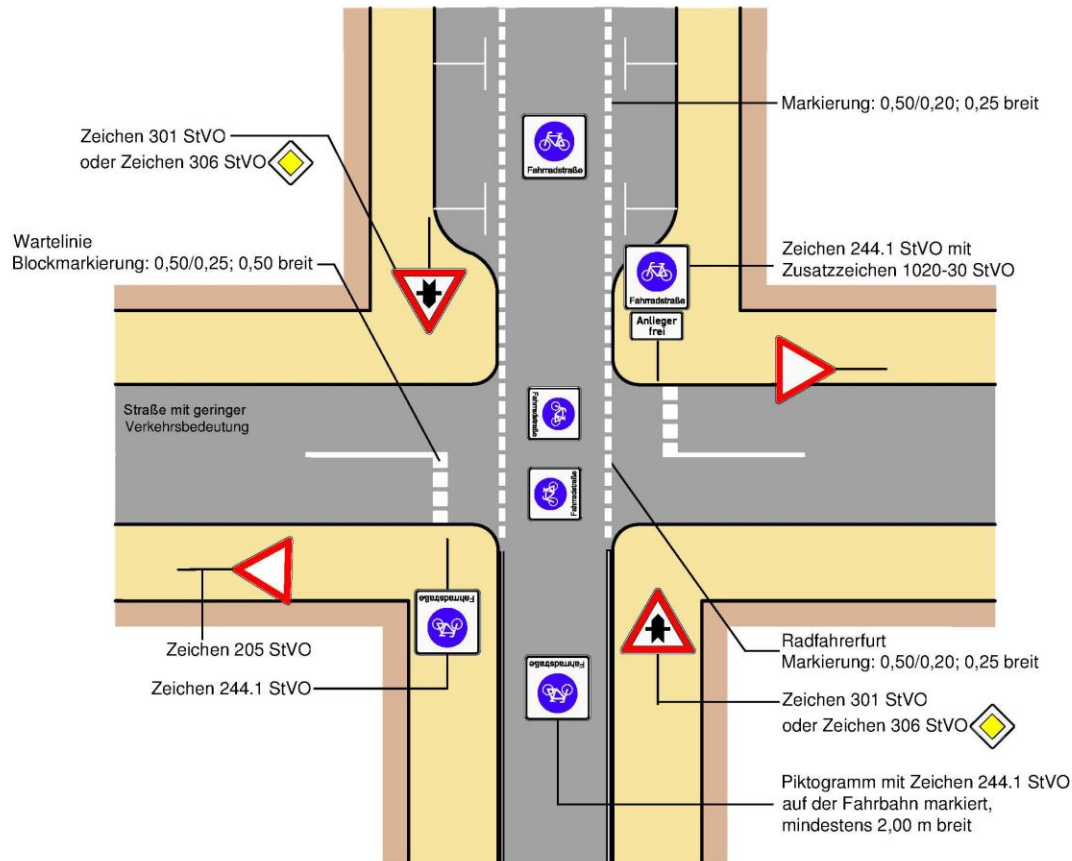 Markierung: 0,50/0,20; 0,25 breit
Zeichen 301 StVO
oder Zeichen 306 StVO
Fahrradstraße
Wartelinie
Blockmarkierung: 0,50/0,25; 0,50 breit
Zeichen 244.1 StVO mit
Zusatzzeichen 1020-30 StVO
Fahrradstraße
Anlieger
frei
Straße mit geringer
Verkehrsbedeutung
Fahrradstraße
Fahrradstraße
Fahrradstraße
Zeichen 205 StVO
Zeichen 244.1 StVO
Fahrradstraße
Radfahrerfurt
Markierung: 0,50/0,20; 0,25 breit
Zeichen 301 StVO
oder Zeichen 306 StVO
Piktogramm mit Zeichen 244.1 StVO
auf der Fahrbahn markiert,
mindestens 2,00 m breit